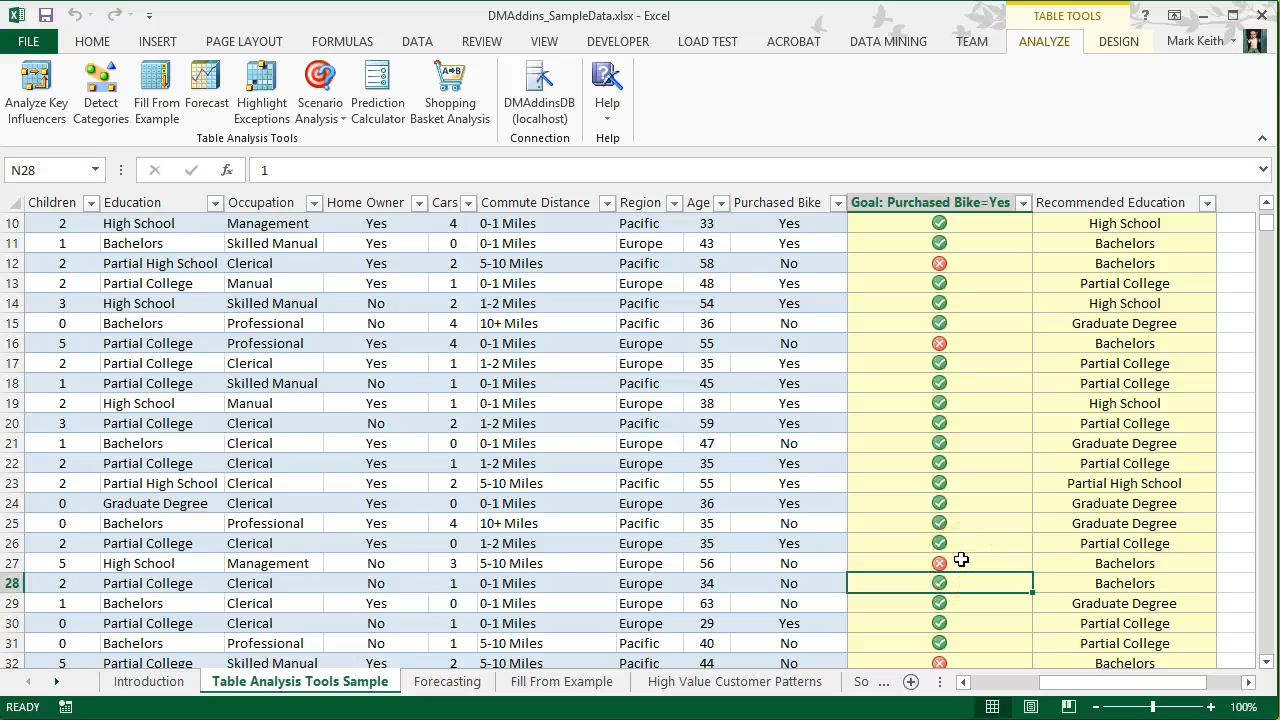 DMAddins_SampleData.xlsx - Excel
TABLE TOOLS
?
FILE HOME INSERT PAGE LAYOUT FORMULAS DATA REVIEW VIEW DEVELOPER LOAD TEST ACROBAT DATA MINING TEAM ANALYZE DESIGN Mark Keith
Analyze Key Influencers
Detect Categories
Fill From Example
Forecast
Highlight Exceptions
Scenario Analysis
Prediction Calculator
Shopping Basket Analysis
DMAddinsDB (localhost)
Help
Table Analysis Tools Connection Help
N28 fx 1
Children Education Occupation Home Owner Cars Commute Distance Region Age Purchased Bike Goal: Purchased Bike=Yes Recommended Education
10 2 High School Management Yes 4 0-1 Miles Pacific 33 Yes High School
11 1 Bachelors Skilled Manual Yes 0 0-1 Miles Europe 43 Yes Bachelors
12 2 Partial High School Clerical Yes 2 5-10 Miles Pacific 58 No Bachelors
13 2 Partial College Manual Yes 1 0-1 Miles Europe 48 Yes Partial College
14 3 High School Skilled Manual No 2 1-2 Miles Pacific 54 Yes High School
15 0 Bachelors Professional No 4 10+ Miles Pacific 36 No Graduate Degree
16 5 Partial College Professional Yes 4 0-1 Miles Europe 55 No Bachelors
17 2 Partial College Clerical Yes 1 1-2 Miles Europe 35 Yes Partial College
18 1 Partial College Skilled Manual No 1 0-1 Miles Pacific 45 Yes Partial College
19 2 High School Manual Yes 1 0-1 Miles Europe 38 Yes High School
20 3 Partial College Clerical No 2 1-2 Miles Pacific 59 Yes Partial College
21 1 Bachelors Clerical Yes 0 0-1 Miles Europe 47 No Graduate Degree
22 2 Partial College Clerical Yes 1 1-2 Miles Europe 35 Yes Partial College
23 2 Partial High School Clerical Yes 2 5-10 Miles Pacific 55 Yes Partial High School
24 0 Graduate Degree Clerical Yes 0 0-1 Miles Europe 36 Yes Graduate Degree
25 0 Bachelors Professional Yes 4 10+ Miles Pacific 35 No Graduate Degree
26 2 Partial College Clerical Yes 0 1-2 Miles Europe 35 Yes Partial College
27 5 High School Management No 3 5-10 Miles Europe 56 No Bachelors
28 2 Partial College Clerical No 1 0-1 Miles Europe 34 No Bachelors
29 1 Bachelors Clerical Yes 0 0-1 Miles Europe 63 No Graduate Degree
30 0 Partial College Clerical No 1 0-1 Miles Europe 29 Yes Partial College
31 0 Bachelors Professional No 1 5-10 Miles Pacific 40 No Partial College
32 5 Partial College Skilled Manual Yes 2 5-10 Miles Europe 44 No Bachelors
Introduction Table Analysis Tools Sample Forecasting Fill From Example High Value Customer Patterns So ...
READY 100%